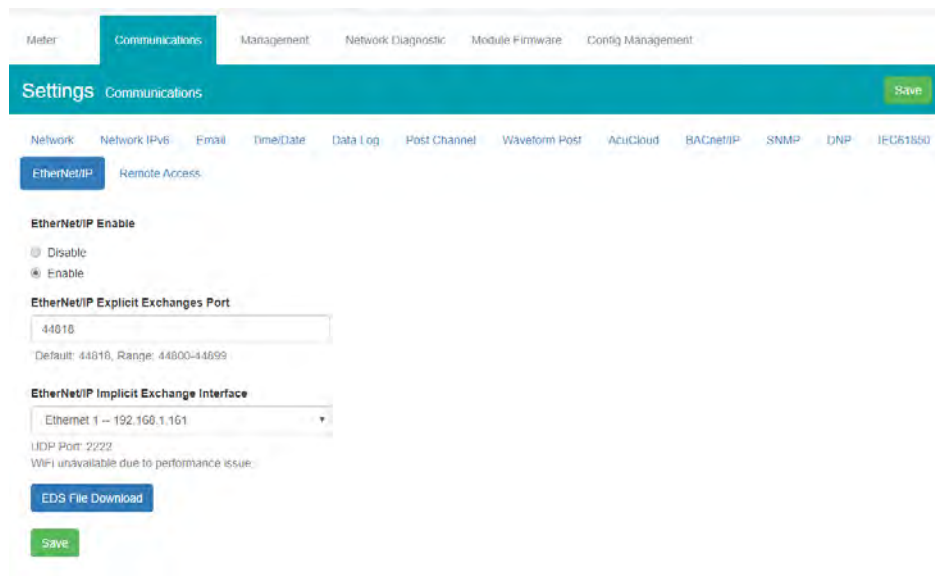 Meter Communications Management Network Diagnostic Module Firmware Config Management
Settings Communications Save
Network Network IPv6 Email Time/Date Data Log Post Channel Waveform Post AcuCloud BACnet/IP SNMP DNP IEC61850
EtherNet/IP Remote Access
EtherNet/IP Enable
Disable
Enable
EtherNet/IP Explicit Exchanges Port
44818
Default: 44818, Range: 44800-44899
EtherNet/IP Implicit Exchange Interface
Ethernet 1 -- 192.168.1.161
UDP Port: 2222
WiFi unavailable due to performance issue
EDS File Download
Save